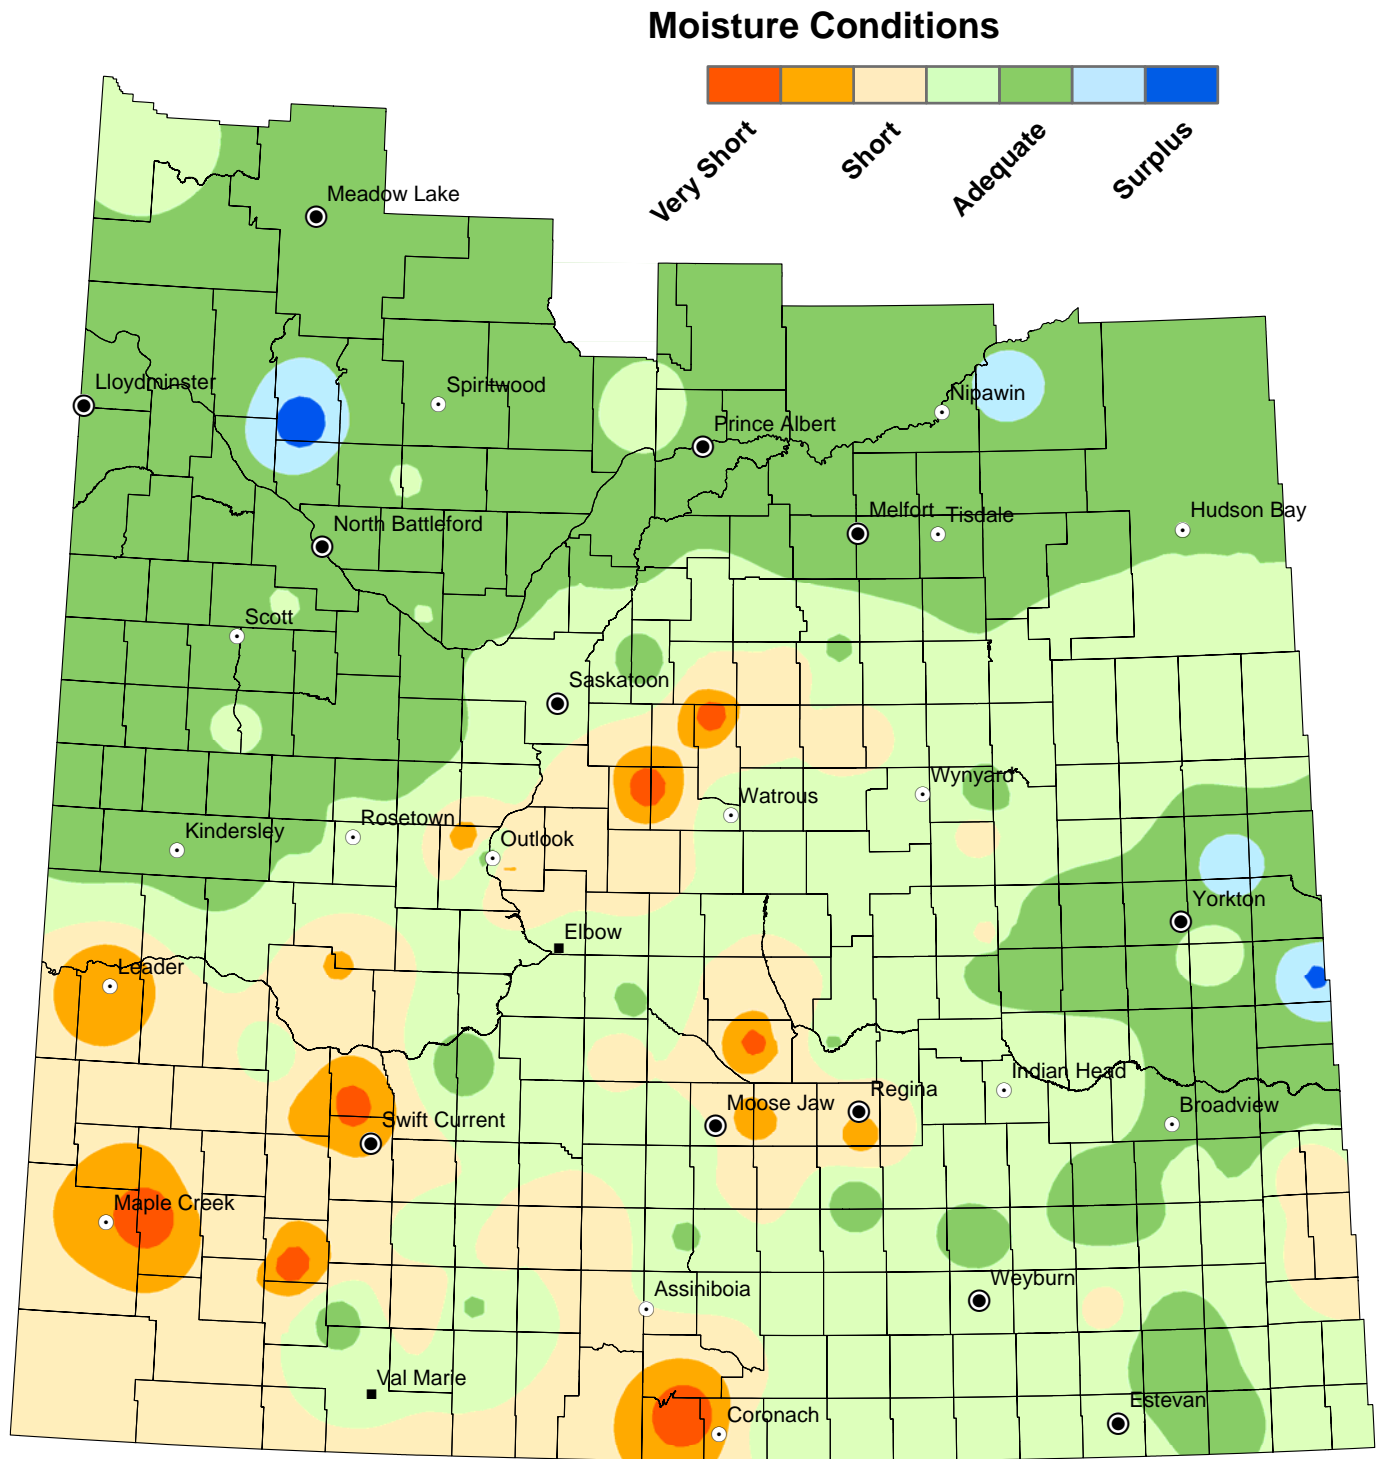 Moisture Conditions
Very Short
Short
Adequate
Surplus
Meadow Lake
Lloydminster
Spiritwood
Nipawin
Prince Albert
Melfort
Tisdale
Hudson Bay
North Battleford
Scott
Saskatoon
Wynyard
Watrous
Rosetown
Kindersley
Outlook
Yorkton
Elbow
Leader
Indian Head
Regina
Moose Jaw
Broadview
Swift Current
Maple Creek
Weyburn
Assiniboia
Val Marie
Estevan
Coronach